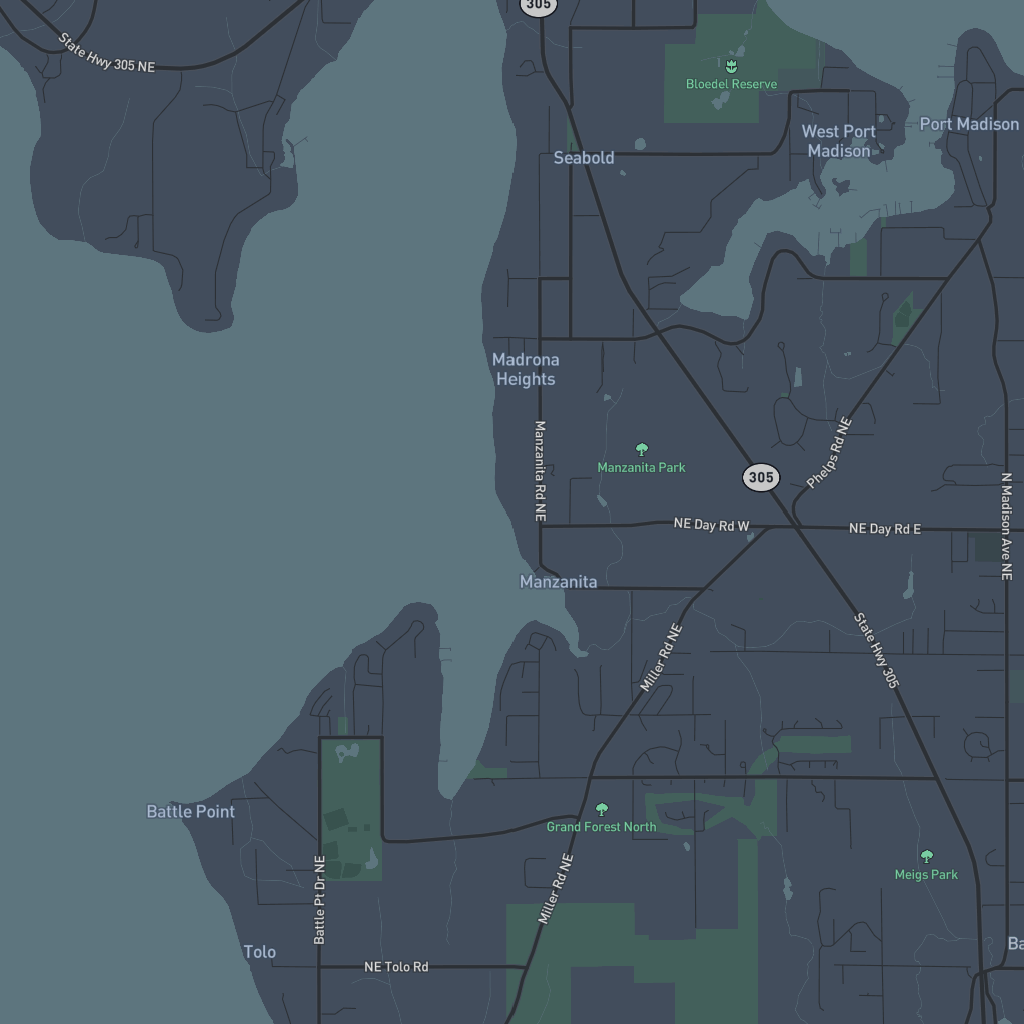 305
State Hwy 305 NE
Bloedel Reserve
West Port
Madison
Port Madison
Seabold
Madrona
Heights
Manzanita Rd NE
Manzanita Park
305
Phelps Rd NE
N Madison Ave NE
NE Day Rd W
NE Day Rd E
Manzanita
Miller Rd NE
State Hwy 305
Battle Point
Grand Forest North
Meigs Park
Battle Pt Dr NE
Miller Rd NE
Tolo
NE Tolo Rd
Ba